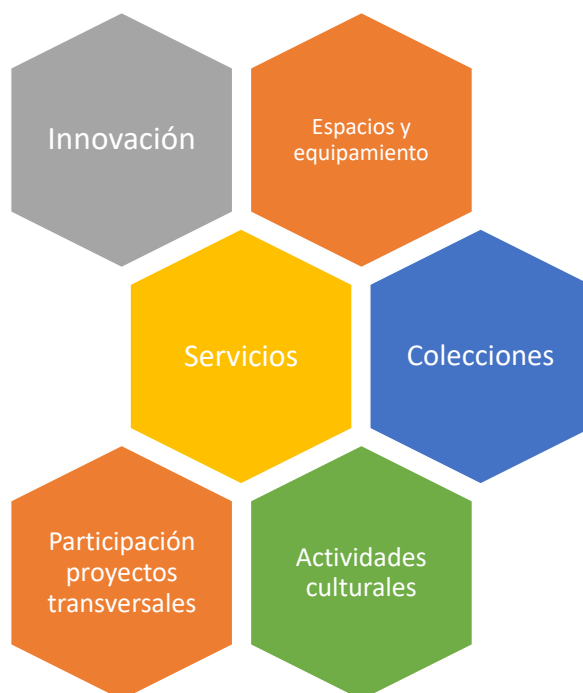 Innovación
Espacios y
equipamiento
Servicios
Colecciones
Participación
proyectos
transversales
Actividades
culturales